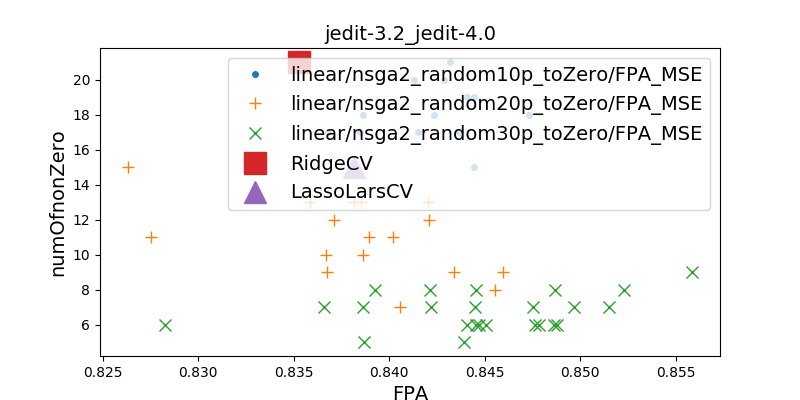 jedit-3.2_jedit-4.0
numOfnonZero
20
18
16
14
12
10
8
6
linear/nsga2_random10p_toZero/FPA_MSE
linear/nsga2_random20p_toZero/FPA_MSE
linear/nsga2_random30p_toZero/FPA_MSE
RidgeCV
LassoLarsCV
0.825 0.830 0.835 0.840 0.845 0.850 0.855
FPA